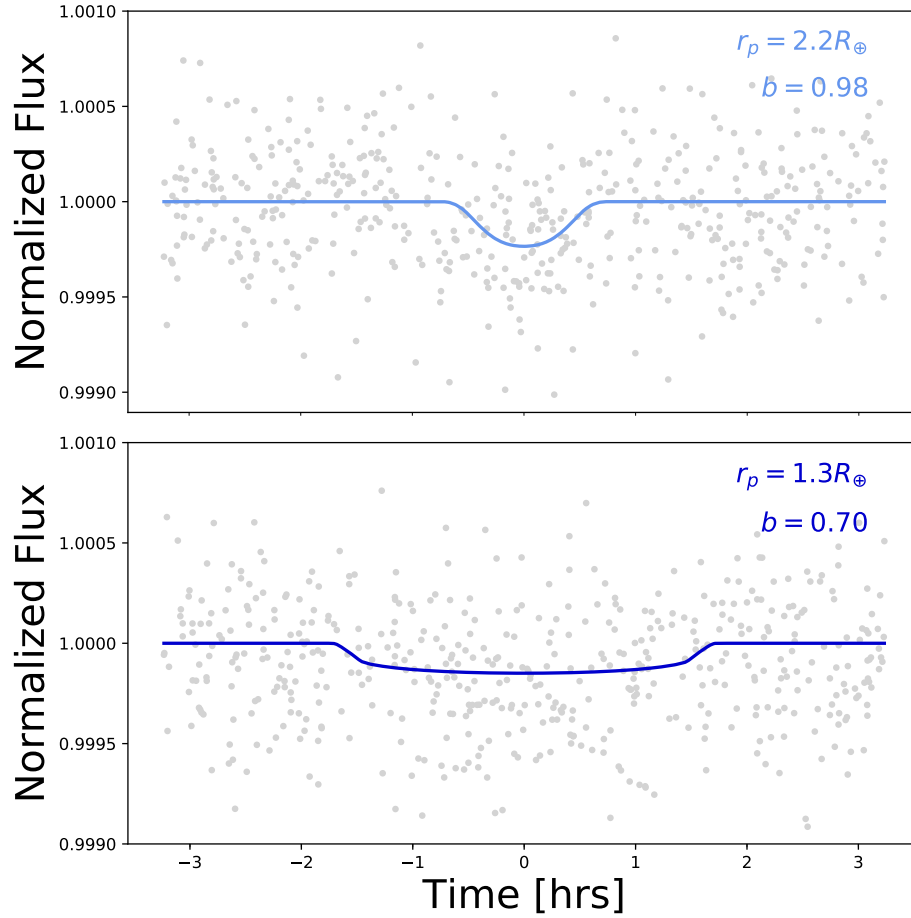 1.0010
1.0005
1.0000
0.9995
0.9990
Normalized Flux
r_p = 2.2R_⊕
b = 0.98
1.0010
1.0005
1.0000
0.9995
0.9990
Normalized Flux
r_p = 1.3R_⊕
b = 0.70
−3 −2 −1 0 1 2 3
Time [hrs]